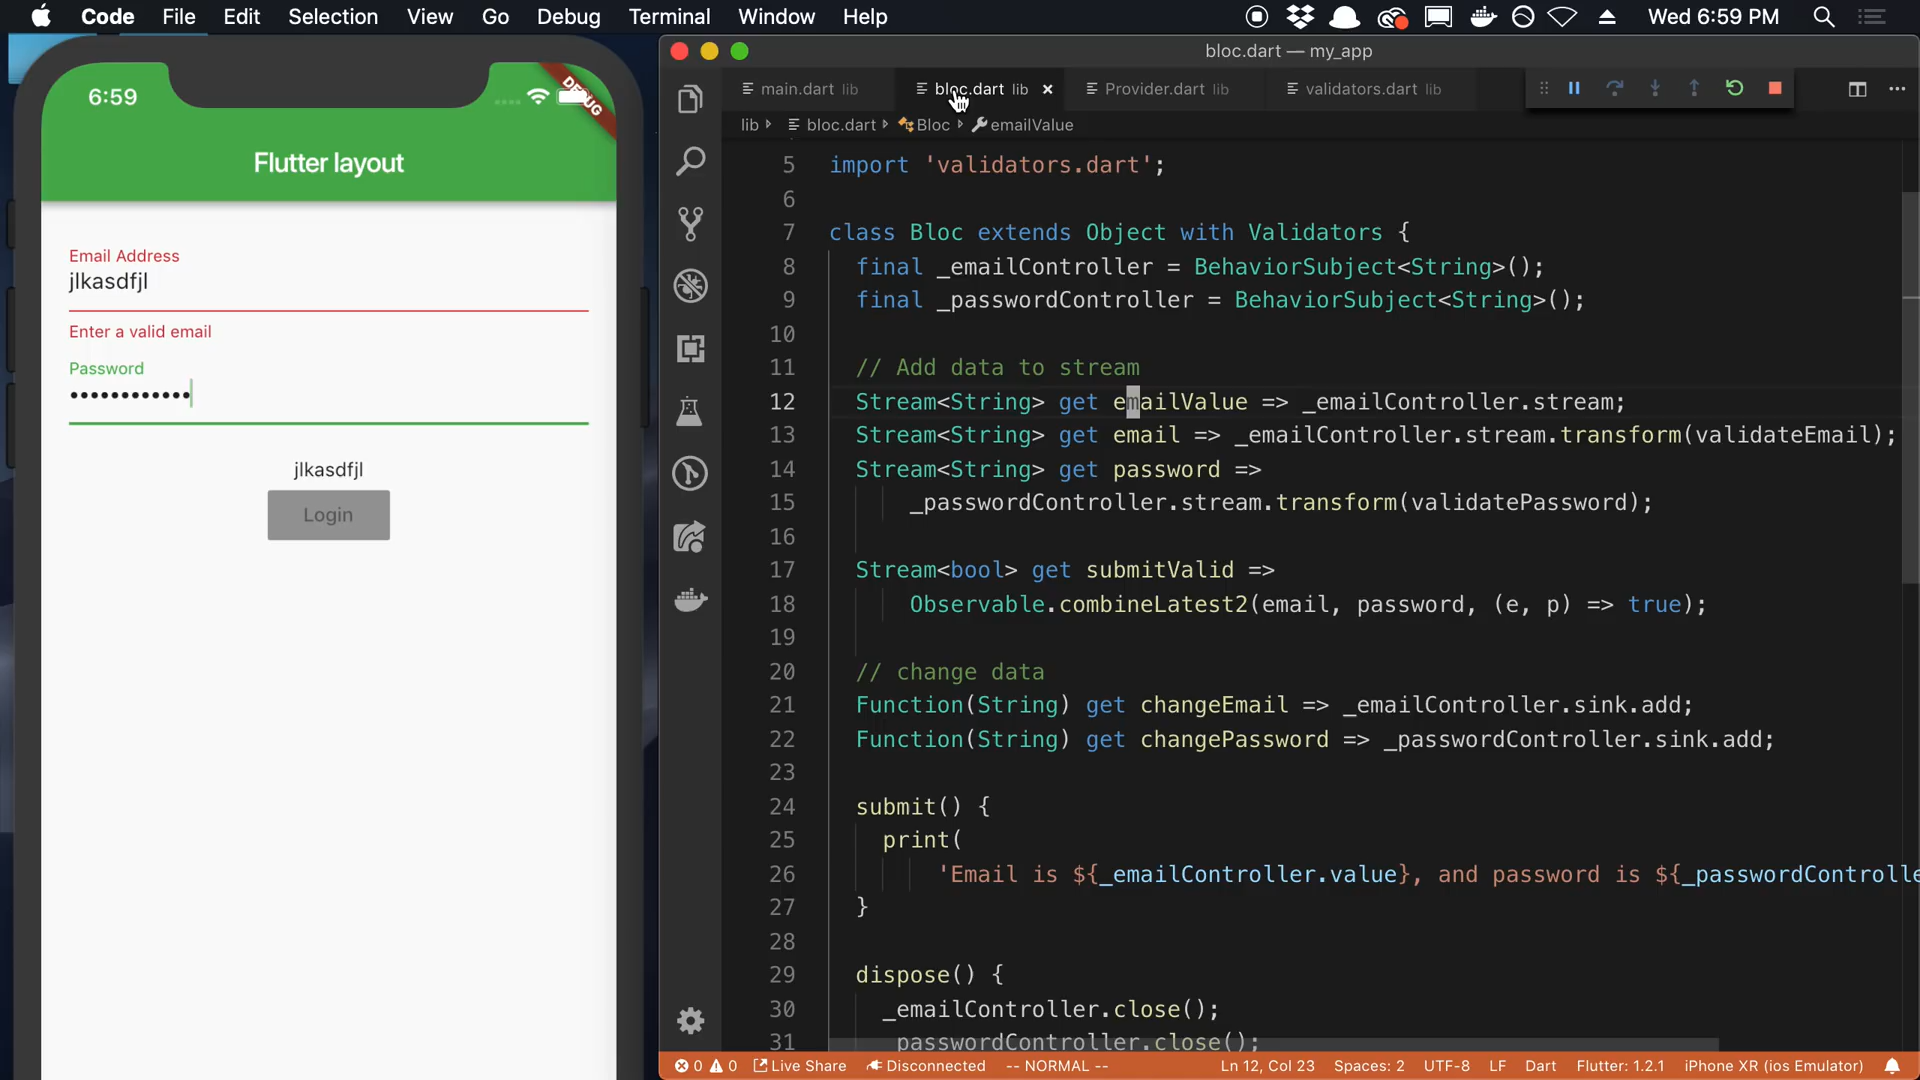 Code File Edit Selection View Go Debug Terminal Window Help Wed 6:59 PM
6:59
DEBUG
Flutter layout
Email Address
jlkasdfjl
Enter a valid email
Password
••••••••••••
jlkasdfjl
Login
bloc.dart — my_app
main.dart lib bloc.dart lib Provider.dart lib validators.dart lib
lib bloc.dart Bloc emailValue
5 import 'validators.dart';
6
7 class Bloc extends Object with Validators {
8 final _emailController = BehaviorSubject<String>();
9 final _passwordController = BehaviorSubject<String>();
10
11 // Add data to stream
12 Stream<String> get emailValue => _emailController.stream;
13 Stream<String> get email => _emailController.stream.transform(validateEmail);
14 Stream<String> get password =>
15 _passwordController.stream.transform(validatePassword);
16
17 Stream<bool> get submitValid =>
18 Observable.combineLatest2(email, password, (e, p) => true);
19
20 // change data
21 Function(String) get changeEmail => _emailController.sink.add;
22 Function(String) get changePassword => _passwordController.sink.add;
23
24 submit() {
25 print(
26 'Email is ${_emailController.value}, and password is ${_passwordControlle
27 }
28
29 dispose() {
30 _emailController.close();
31 passwordController.close();
0 0 Live Share Disconnected -- NORMAL -- Ln 12, Col 23 Spaces: 2 UTF-8 LF Dart Flutter: 1.2.1 iPhone XR (ios Emulator)